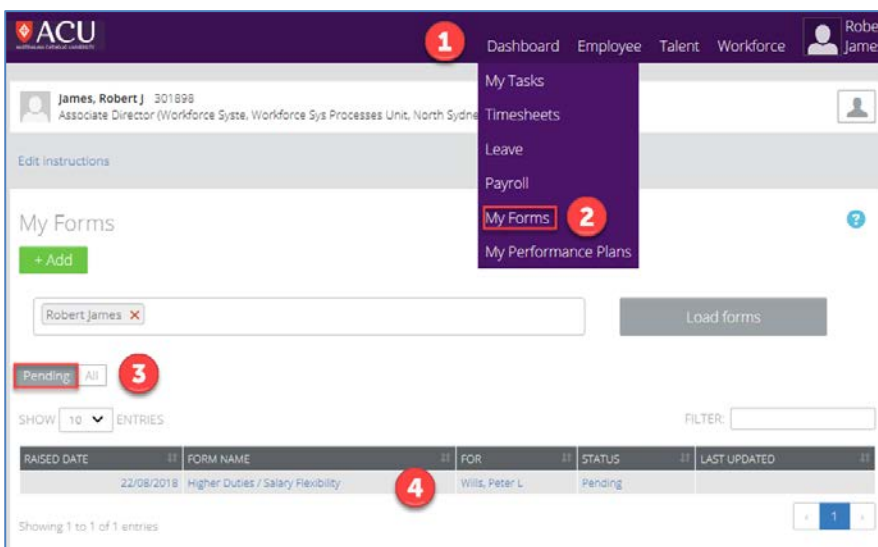 ACU
AUSTRALIAN CATHOLIC UNIVERSITY
1
Dashboard Employee Talent Workforce
My Tasks
Timesheets
Leave
Payroll
My Forms 2
My Performance Plans
James, Robert J 301898
Associate Director (Workforce Syste, Workforce Sys Processes Unit, North Sydne
Edit instructions
My Forms
?
+ Add
Robert James X
Load forms
Pending All 3
SHOW 10 ENTRIES
FILTER:
RAISED DATE FORM NAME FOR STATUS LAST UPDATED
22/08/2018 Higher Duties / Salary Flexibility 4 Wills, Peter L Pending
Showing 1 to 1 of 1 entries
‹ 1 ›